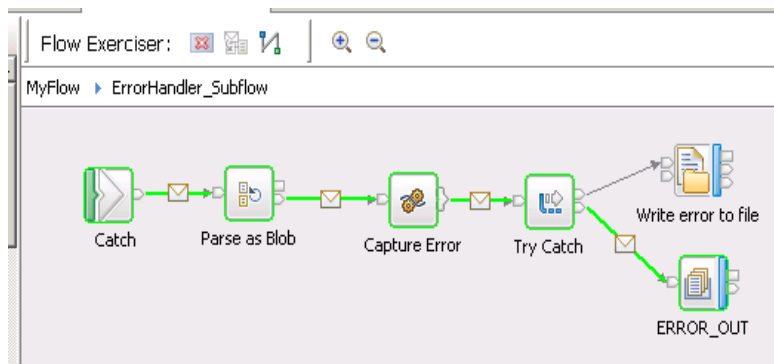 Flow Exerciser:
MyFlow ErrorHandler_Subflow
Catch
Parse as Blob
Capture Error
Try Catch
Write error to file
ERROR_OUT